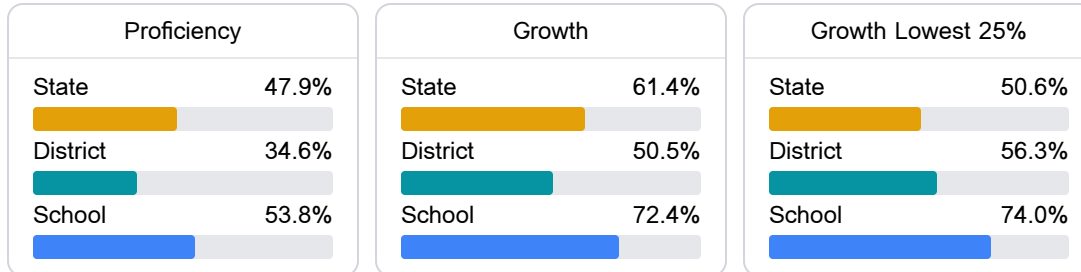 Proficiency
State 47.9%
District 34.6%
School 53.8%
Growth
State 61.4%
District 50.5%
School 72.4%
Growth Lowest 25%
State 50.6%
District 56.3%
School 74.0%